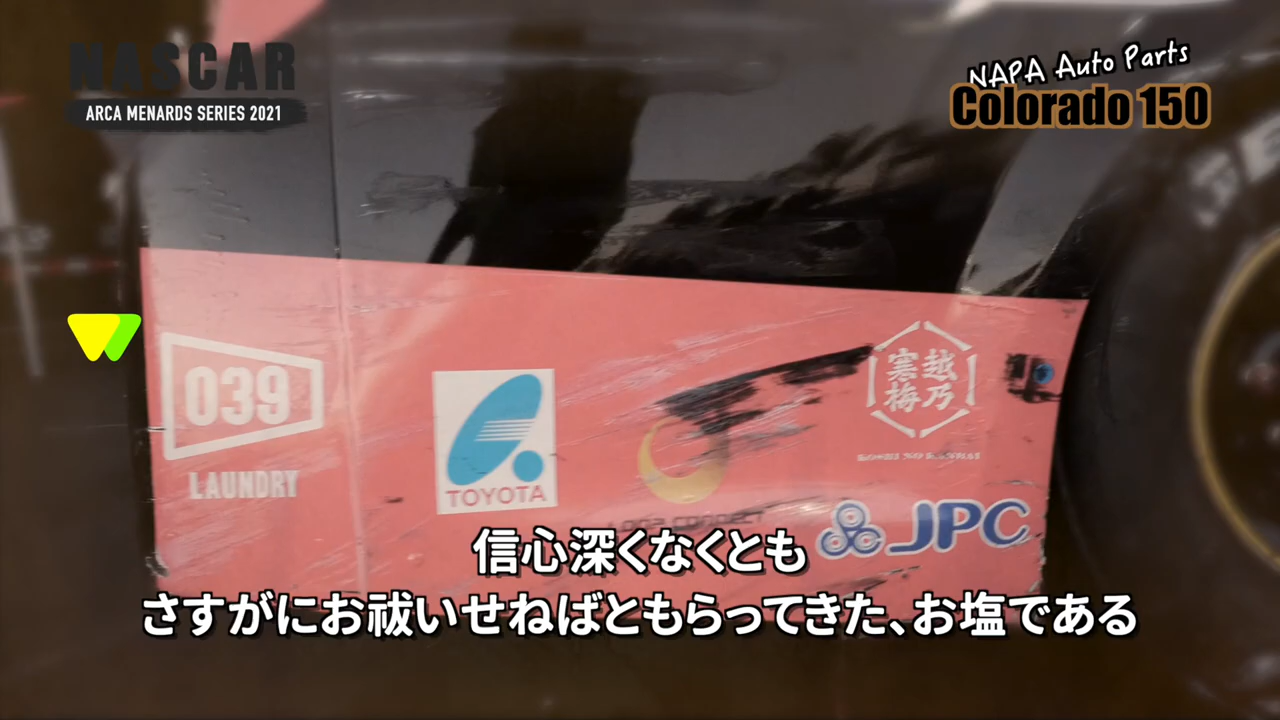 NASCAR
ARCA MENARDS SERIES 2021
NAPA Auto Parts
Colorado 150
039
LAUNDRY
TOYOTA
越乃
寒梅
JPC
信心深くなくとも
さすがにお祓いせねばともらってきた、お塩である